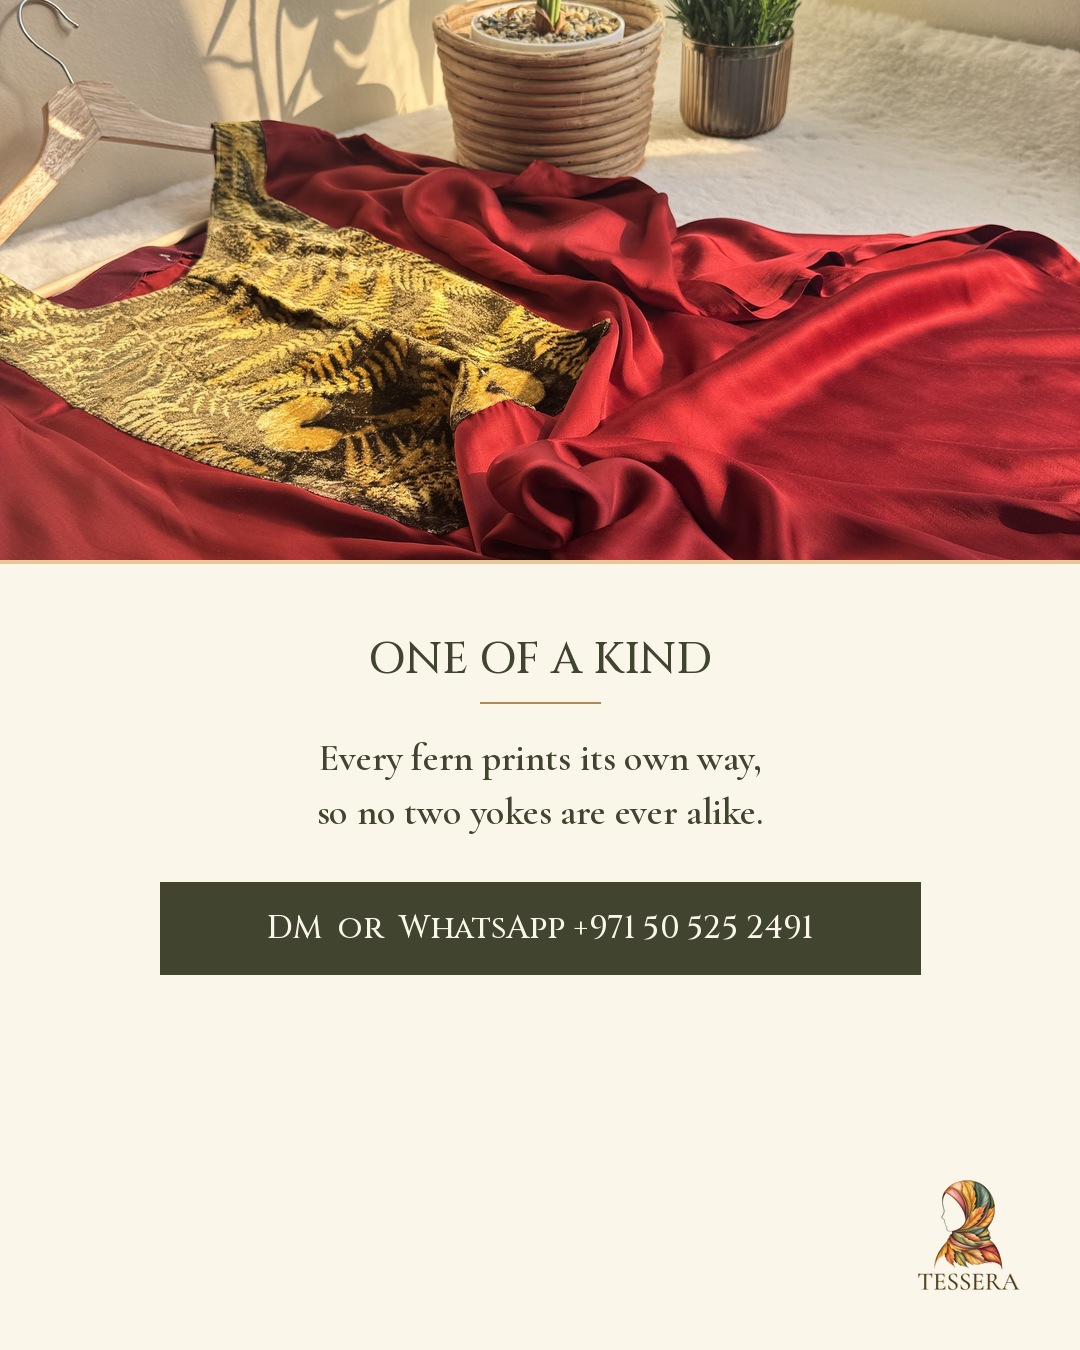 ONE OF A KIND
Every fern prints its own way,
so no two yokes are ever alike.
DM OR WHATSAPP +971 50 525 2491
TESSERA